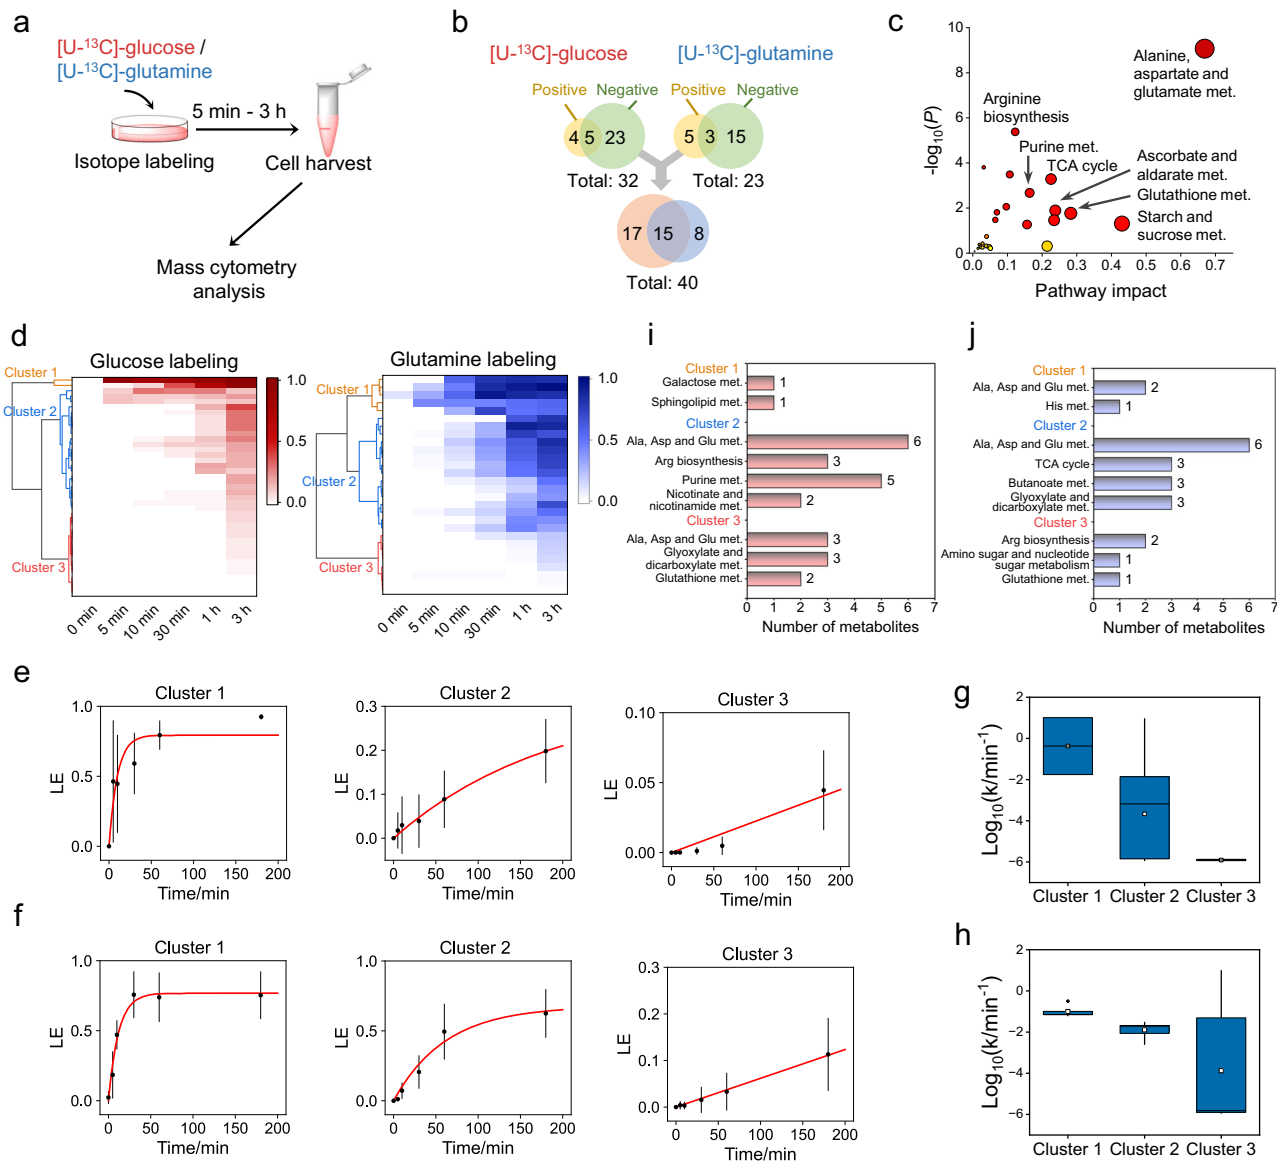 a
[U-¹³C]-glucose /
[U-¹³C]-glutamine
5 min - 3 h
Isotope labeling
Cell harvest
Mass cytometry
analysis
b
[U-¹³C]-glucose
[U-¹³C]-glutamine
Positive
Negative
Positive
Negative
4 5 23
5 3 15
Total: 32
Total: 23
17 15 8
Total: 40
c
10
8
6
4
2
0
-log₁₀(P)
Alanine,
aspartate and
glutamate met.
Arginine
biosynthesis
Purine met.
TCA cycle
Ascorbate and
aldarate met.
Glutathione met.
Starch and
sucrose met.
0.0 0.1 0.2 0.3 0.4 0.5 0.6 0.7
Pathway impact
d
Glucose labeling
Cluster 1
Cluster 2
Cluster 3
1.0
0.5
0.0
0 min
5 min
10 min
30 min
1 h
3 h
Glutamine labeling
Cluster 1
Cluster 2
Cluster 3
1.0
0.5
0.0
0 min
5 min
10 min
30 min
1 h
3 h
i
Cluster 1
Galactose met. 1
Sphingolipid met. 1
Cluster 2
Ala, Asp and Glu met. 6
Arg biosynthesis 3
Purine met. 5
Nicotinate and
nicotinamide met. 2
Cluster 3
Ala, Asp and Glu met. 3
Glyoxylate and
dicarboxylate met. 3
Glutathione met. 2
0 1 2 3 4 5 6 7
Number of metabolites
j
Cluster 1
Ala, Asp and Glu met. 2
His met. 1
Cluster 2
Ala, Asp and Glu met. 6
TCA cycle 3
Butanoate met. 3
Glyoxylate and
dicarboxylate met. 3
Cluster 3
Arg biosynthesis 2
Amino sugar and nucleotide
sugar metabolism 1
Glutathione met. 1
0 1 2 3 4 5 6 7
Number of metabolites
e
Cluster 1
1.0
0.5
0.0
LE
0 50 100 150 200
Time/min
Cluster 2
0.3
0.2
0.1
0.0
LE
0 50 100 150 200
Time/min
Cluster 3
0.10
0.05
0.00
LE
0 50 100 150 200
Time/min
g
2
0
−2
−4
−6
Log₁₀(k/min⁻¹)
Cluster 1 Cluster 2 Cluster 3
f
Cluster 1
1.0
0.5
0.0
LE
0 50 100 150 200
Time/min
Cluster 2
1.0
0.5
0.0
LE
0 50 100 150 200
Time/min
Cluster 3
0.3
0.2
0.1
0.0
LE
0 50 100 150 200
Time/min
h
2
0
−2
−4
−6
Log₁₀(k/min⁻¹)
Cluster 1 Cluster 2 Cluster 3